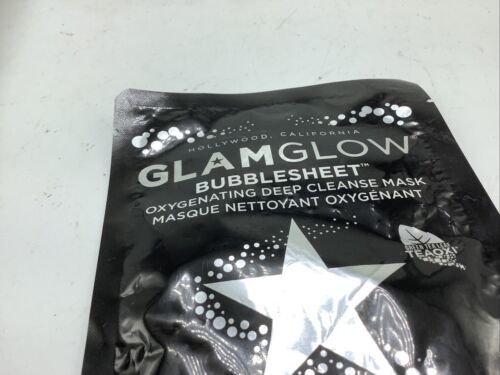 HOLLYWOOD, CALIFORNIA
GLAMGLOW
BUBBLESHEET™
OXYGENATING DEEP CLEANSE MASK
MASQUE NETTOYANT OXYGÉNANT
TEAOXI